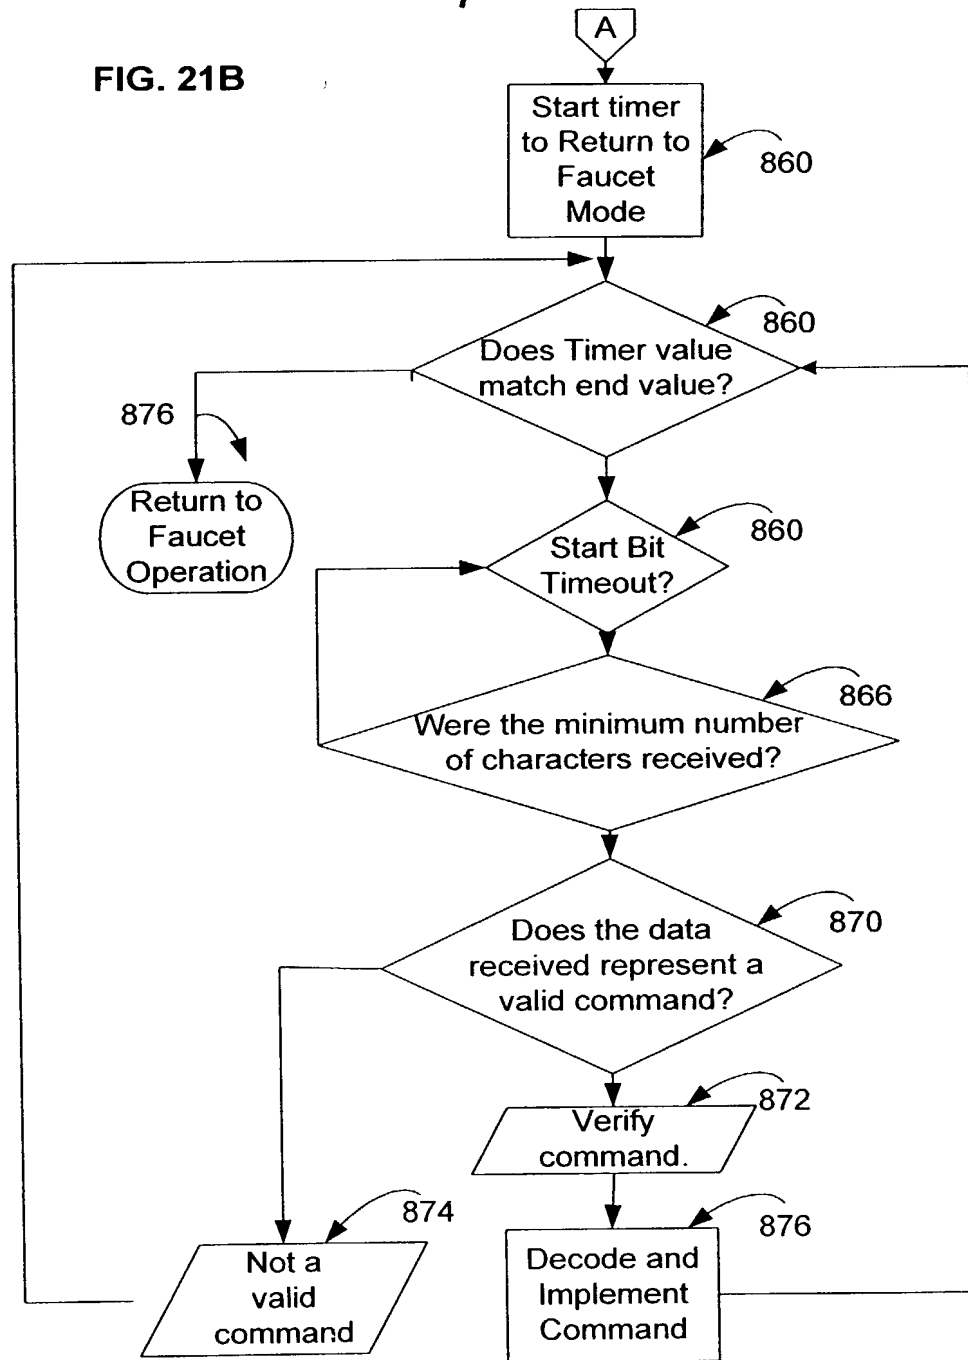 A
FIG. 21B
Start timer
to Return to
Faucet
Mode
860
860
Does Timer value
match end value?
876
Return to
Faucet
Operation
860
Start Bit
Timeout?
866
Were the minimum number
of characters received?
870
Does the data
received represent a
valid command?
872
Verify
command.
874
Not a
valid
command
876
Decode and
Implement
Command